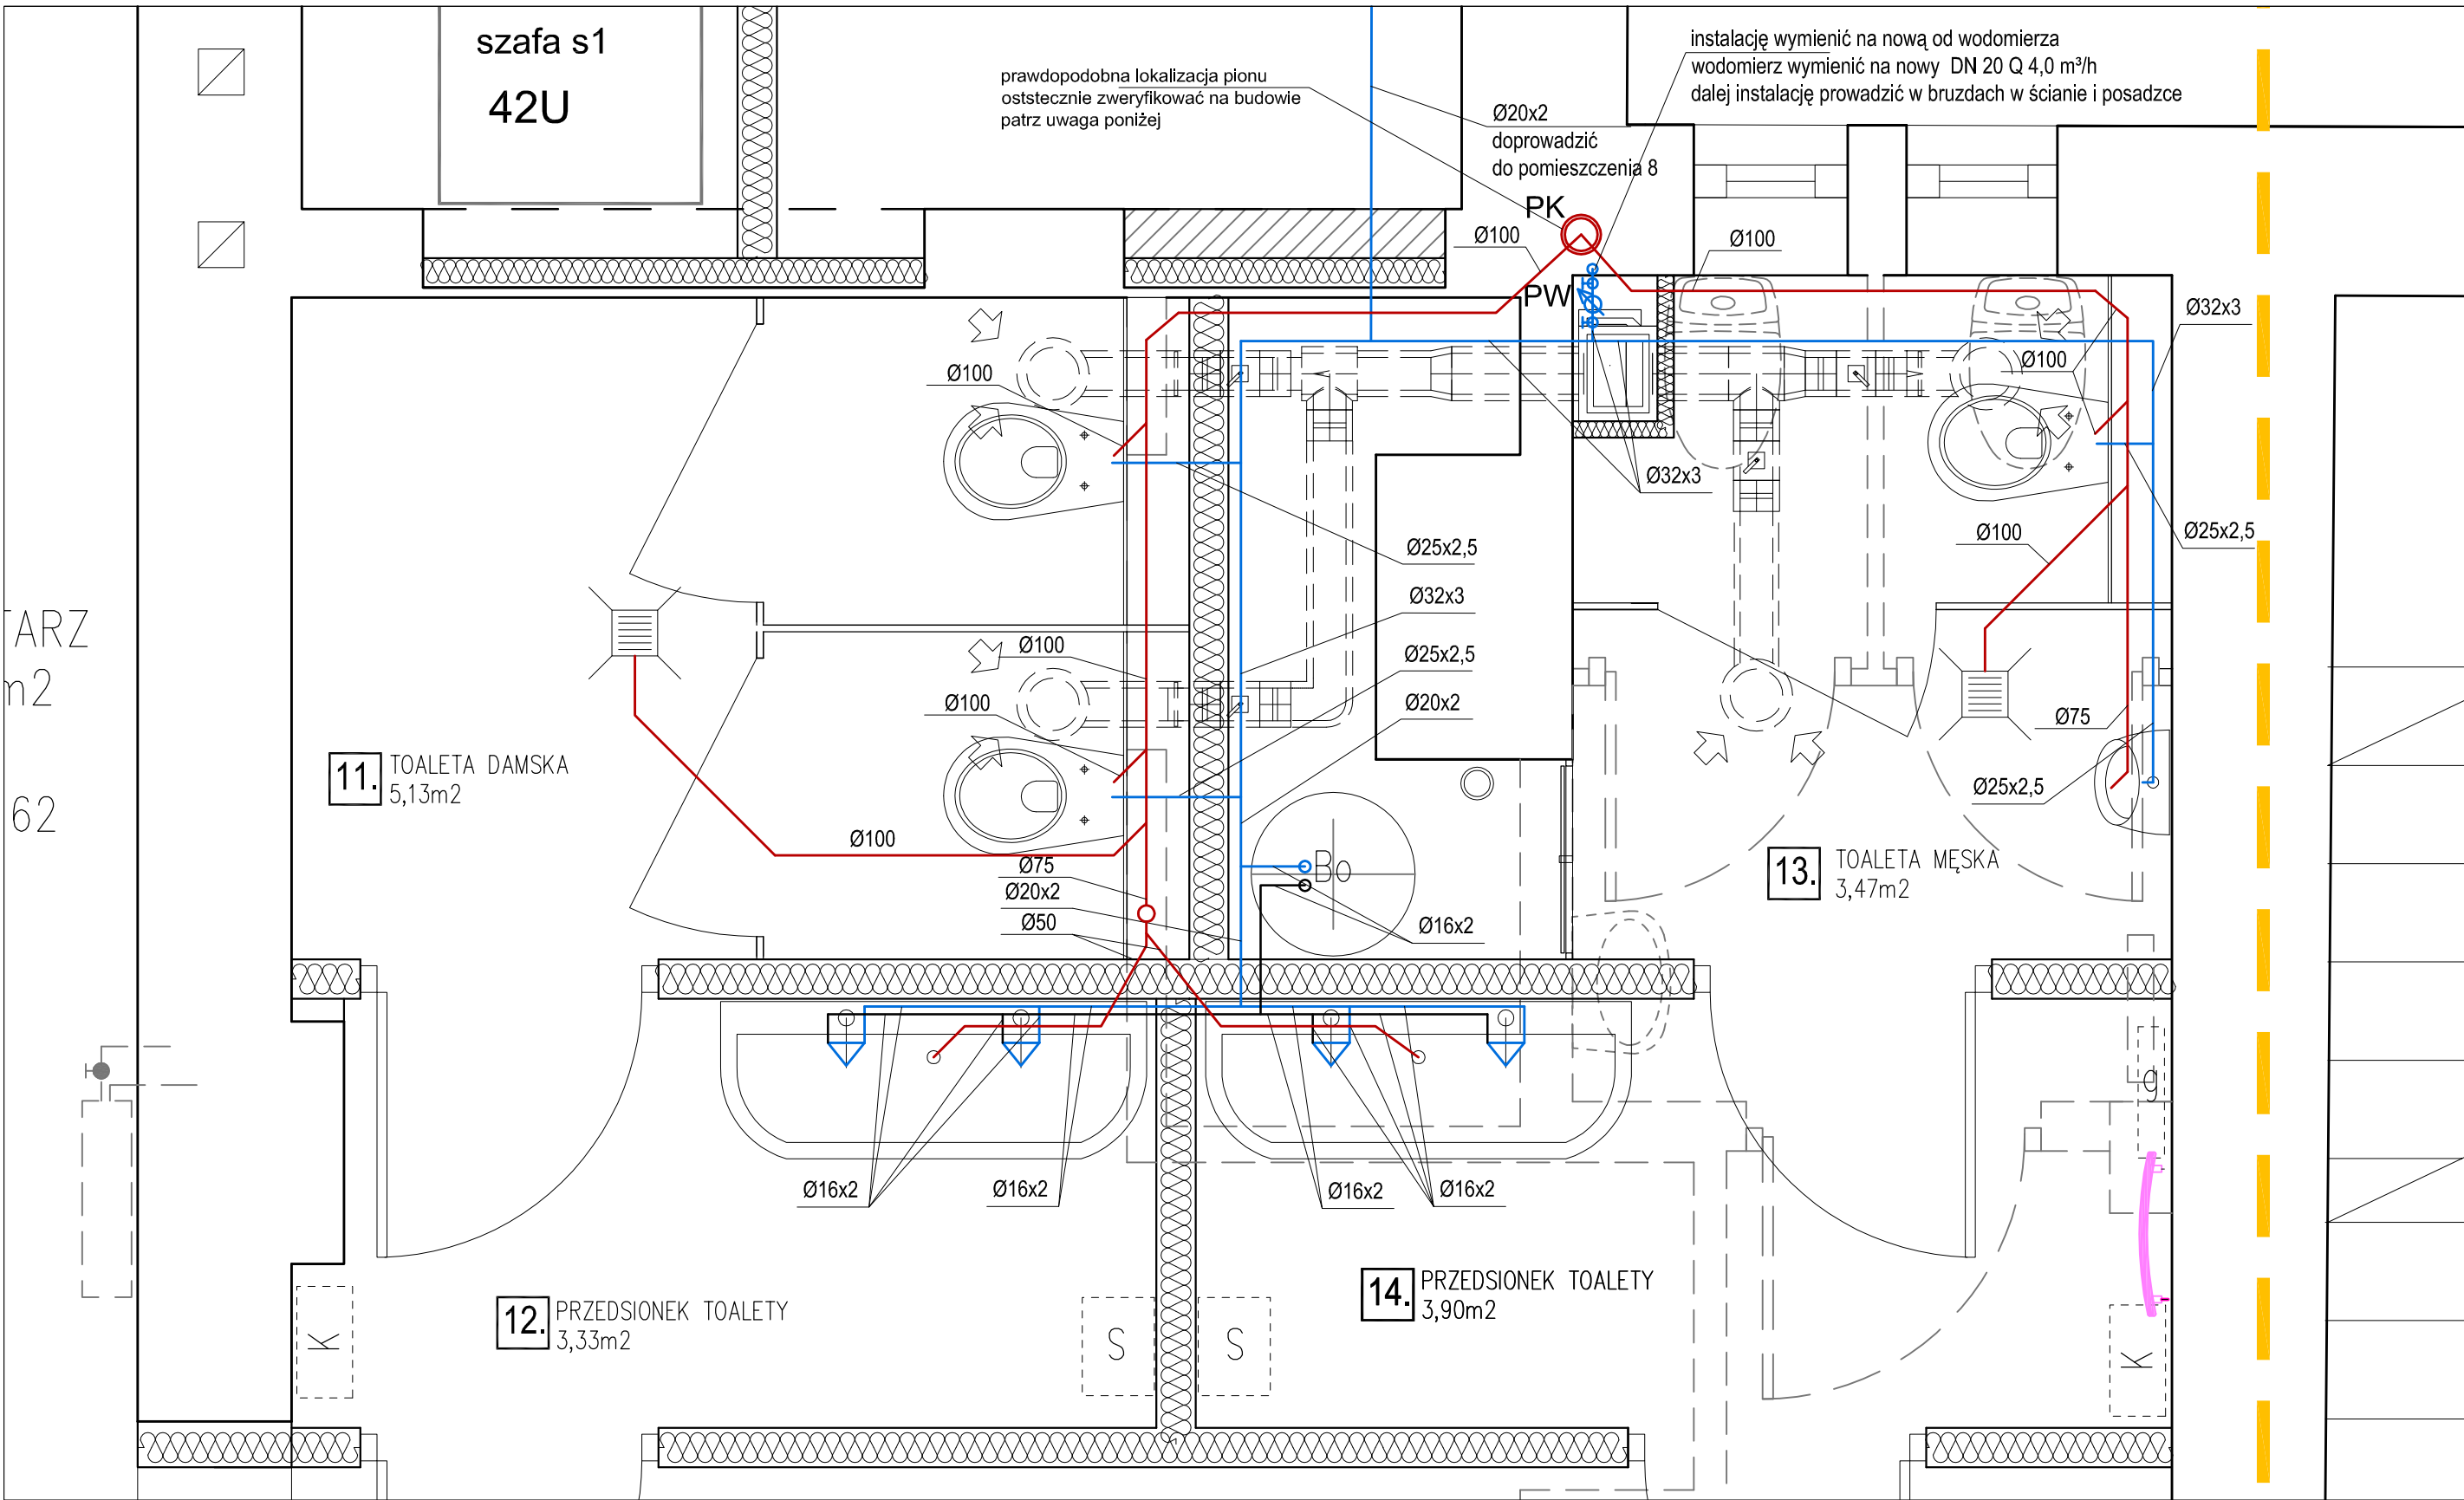 szafa s1
42U
prawdopodobna lokalizacja pionu
oststecznie zweryfikować na budowie
patrz uwaga poniżej
instalację wymienić na nową od wodomierza
wodomierz wymienić na nowy DN 20 Q 4,0 m³/h
dalej instalację prowadzić w bruzdach w ścianie i posadzce
Ø20x2
doprowadzić
do pomieszczenia 8
PK
Ø100
Ø100
PW
Ø32x3
Ø100
Ø100
Ø32x3
Ø25x2,5
Ø100
Ø25x2,5
Ø32x3
TARZ
m2
62
Ø100
Ø25x2,5
Ø100
Ø20x2
Ø75
Ø25x2,5
11. TOALETA DAMSKA
5,13m2
Ø100
Ø75
Ø20x2
Ø50
B0
Ø16x2
13. TOALETA MĘSKA
3,47m2
g
Ø16x2
Ø16x2
Ø16x2
Ø16x2
12. PRZEDSIONEK TOALETY
3,33m2
14. PRZEDSIONEK TOALETY
3,90m2
K
S
S
K